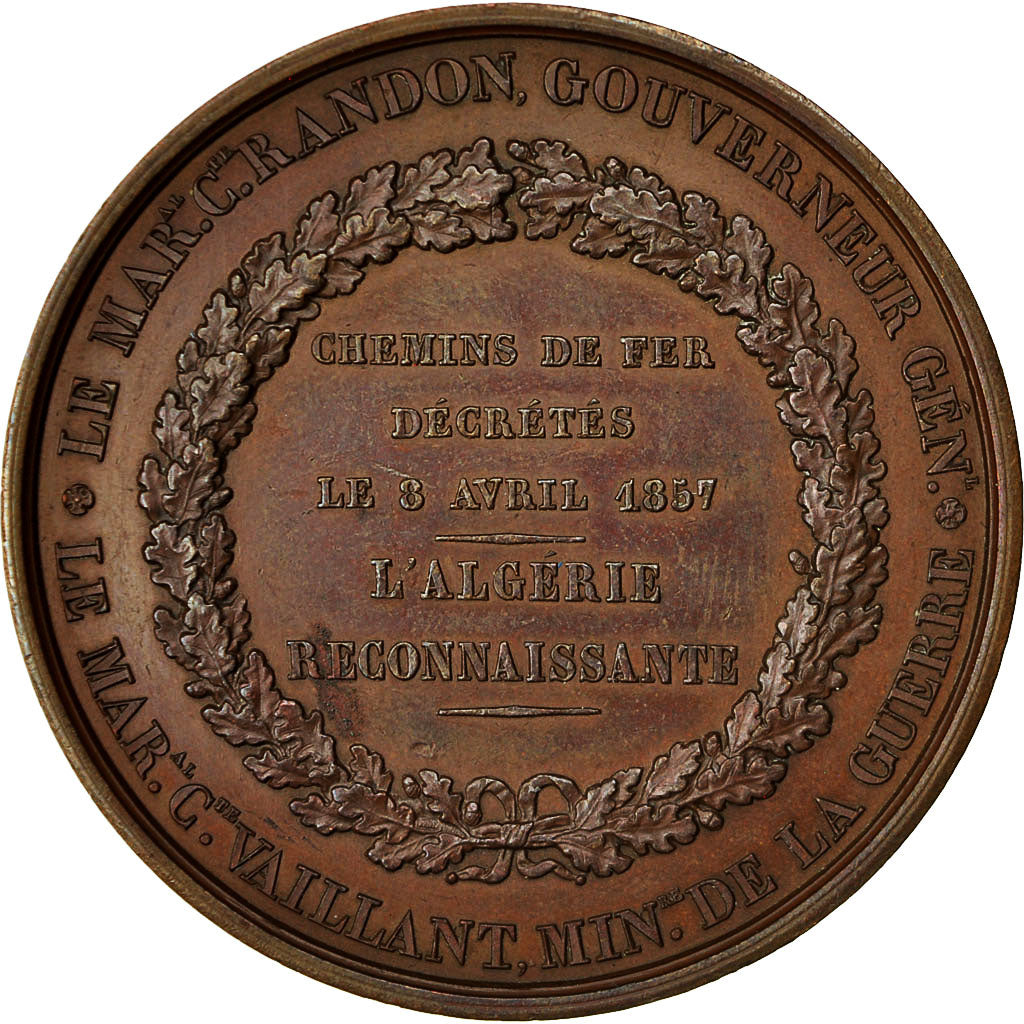 LE MAR.AL C.TE RANDON, GOUVERNEUR GÉN.L
LE MAR.AL C.TE VAILLANT, MIN.RE DE LA GUERRE
CHEMINS DE FER
DÉCRÉTÉS
LE 8 AVRIL 1857
L'ALGÉRIE
RECONNAISSANTE